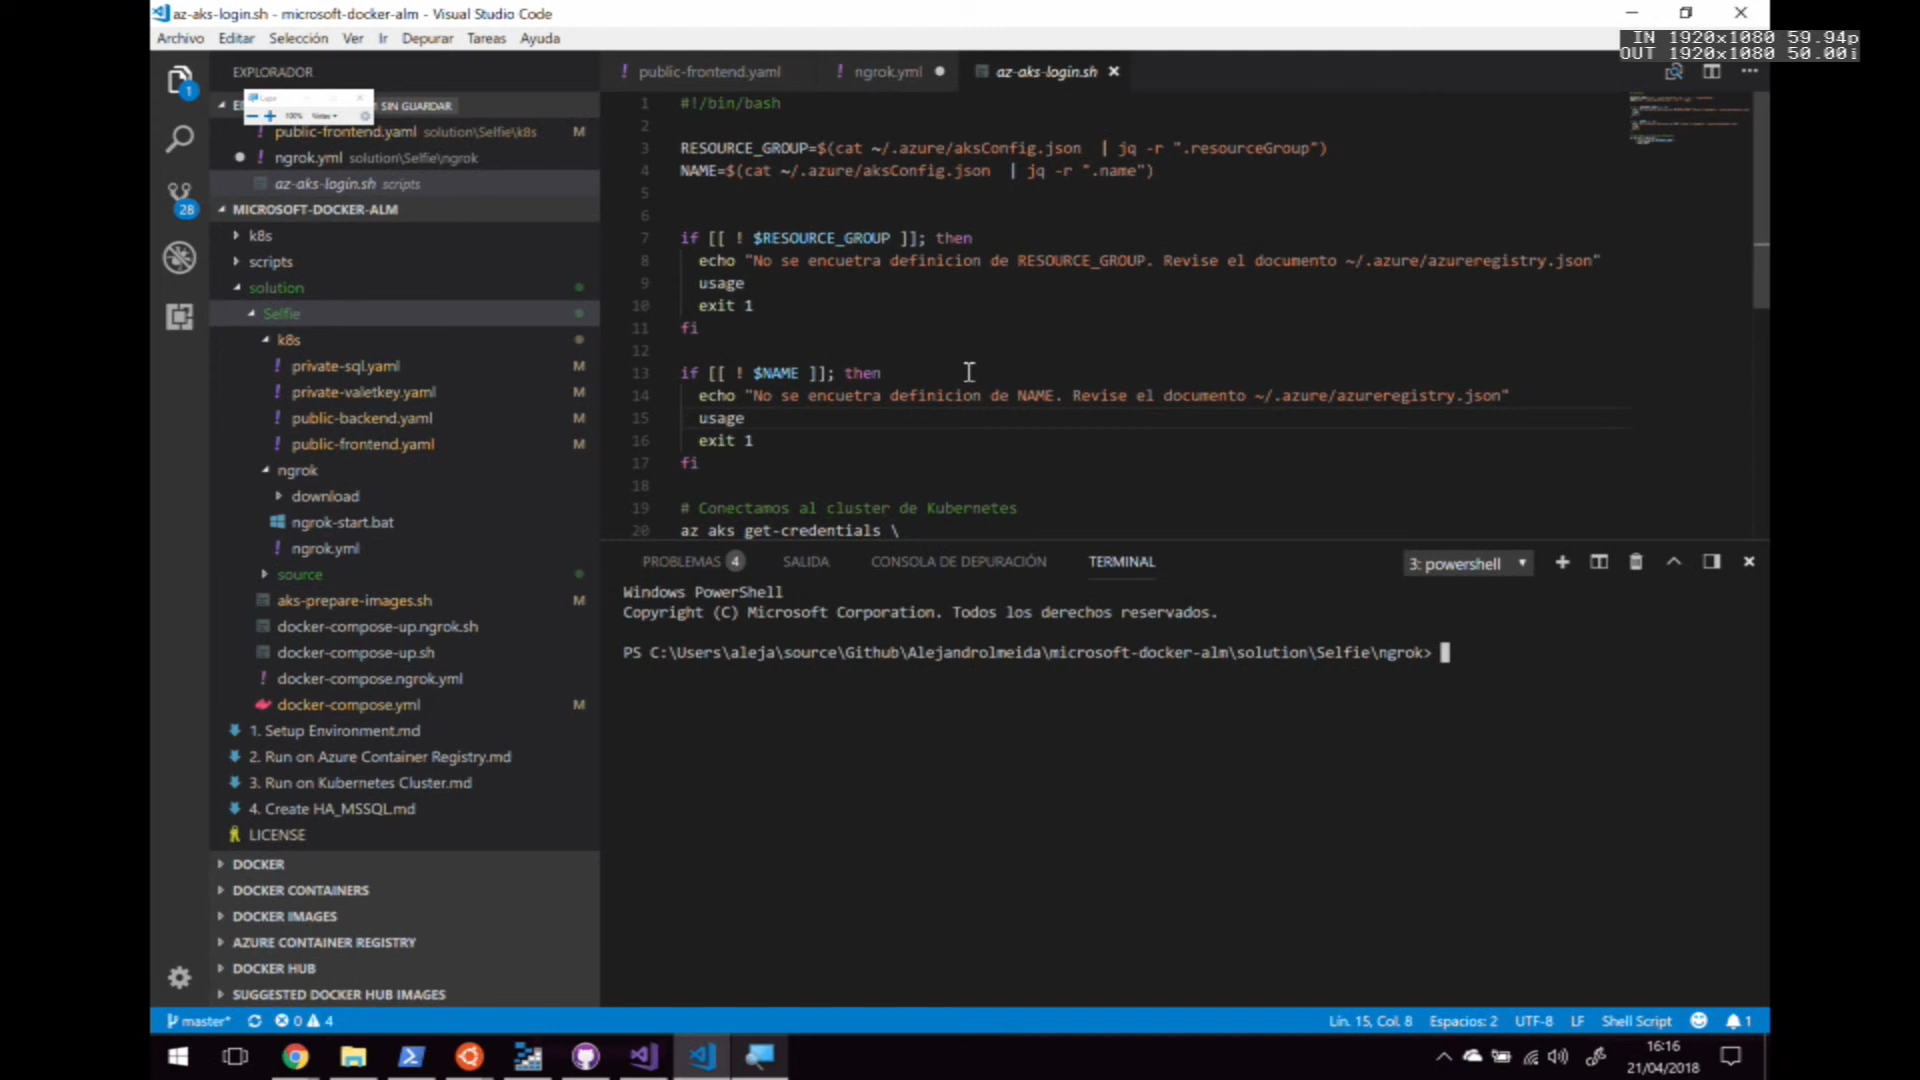 az-aks-login.sh - microsoft-docker-alm - Visual Studio Code
IN 1920x1080 59.94p
OUT 1920x1080 50.00i
Archivo Editar Selección Ver Ir Depurar Tareas Ayuda
EXPLORADOR
public-frontend.yaml
ngrok.yml
az-aks-login.sh
1
SIN GUARDAR
100%
public-frontend.yaml solution\Selfie\k8s M
ngrok.yml solution\Selfie\ngrok
az-aks-login.sh scripts
28
MICROSOFT-DOCKER-ALM
k8s
scripts
solution
Selfie
k8s
private-sql.yaml M
private-valetkey.yaml M
public-backend.yaml M
public-frontend.yaml M
ngrok
download
ngrok-start.bat
ngrok.yml
source
aks-prepare-images.sh M
docker-compose-up.ngrok.sh
docker-compose-up.sh
docker-compose.ngrok.yml
docker-compose.yml M
1. Setup Environment.md
2. Run on Azure Container Registry.md
3. Run on Kubernetes Cluster.md
4. Create HA_MSSQL.md
LICENSE
DOCKER
DOCKER CONTAINERS
DOCKER IMAGES
AZURE CONTAINER REGISTRY
DOCKER HUB
SUGGESTED DOCKER HUB IMAGES
1 #!/bin/bash
2
3 RESOURCE_GROUP=$(cat ~/.azure/aksConfig.json | jq -r ".resourceGroup")
4 NAME=$(cat ~/.azure/aksConfig.json | jq -r ".name")
5
6
7 if [[ ! $RESOURCE_GROUP ]]; then
8 echo "No se encuetra definicion de RESOURCE_GROUP. Revise el documento ~/.azure/azureregistry.json"
9 usage
10 exit 1
11 fi
12
13 if [[ ! $NAME ]]; then
14 echo "No se encuetra definicion de NAME. Revise el documento ~/.azure/azureregistry.json"
15 usage
16 exit 1
17 fi
18
19 # Conectamos al cluster de Kubernetes
20 az aks get-credentials \
PROBLEMAS 4 SALIDA CONSOLA DE DEPURACIÓN TERMINAL 3: powershell
Windows PowerShell
Copyright (C) Microsoft Corporation. Todos los derechos reservados.
PS C:\Users\aleja\source\Github\Alejandrolmeida\microsoft-docker-alm\solution\Selfie\ngrok>
master* 0 4 Lín. 15, Col. 8 Espacios: 2 UTF-8 LF Shell Script 1
16:16
21/04/2018